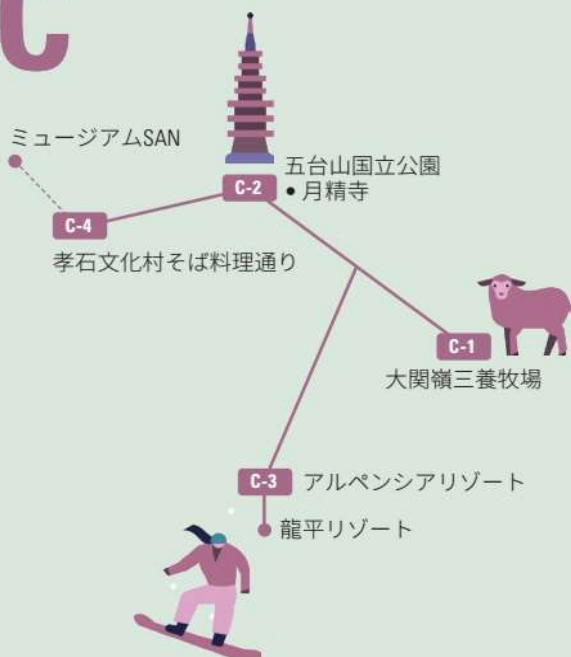 C
ミュージアムSAN
五台山国立公園
C-2
• 月精寺
C-4
孝石文化村そば料理通り
C-1
大関嶺三養牧場
C-3
アルペンシアリゾート
龍平リゾート